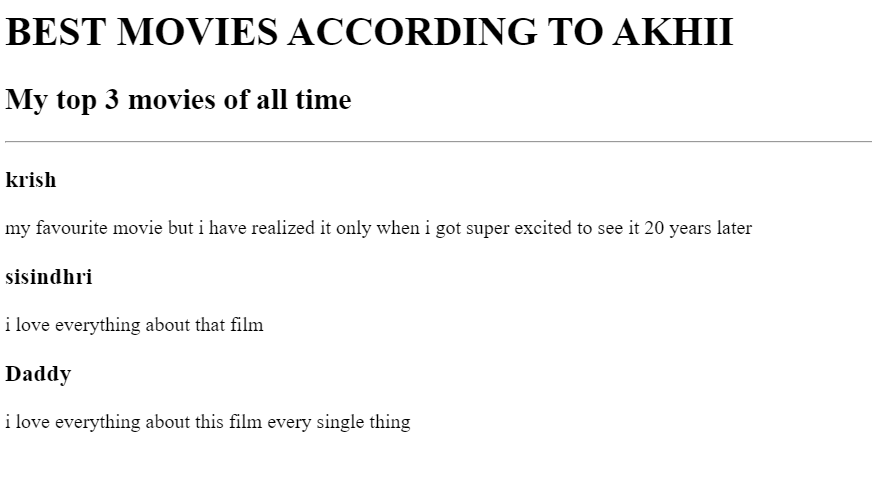 BEST MOVIES ACCORDING TO AKHII
My top 3 movies of all time
krish
my favourite movie but i have realized it only when i got super excited to see it 20 years later
sisindhri
i love everything about that film
Daddy
i love everything about this film every single thing